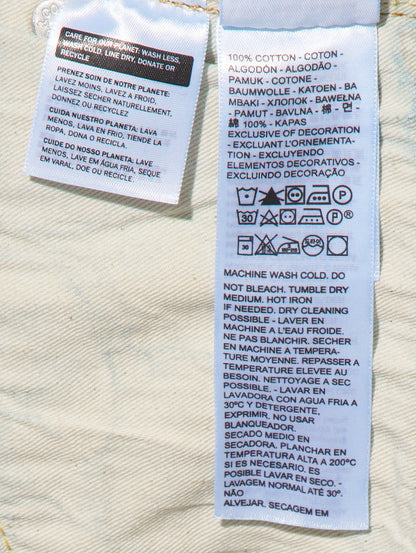 CARE FOR OUR PLANET: WASH LESS,
WASH COLD, LINE DRY, DONATE OR
RECYCLE
PRENEZ SOIN DE NOTRE PLANETE:
LAVEZ MOINS, LAVEZ A FROID,
LAISSEZ SECHER NATURELLEMENT,
DONNEZ OU RECYCLEZ
CUIDA NUESTRO PLANETA: LAVA
MENOS, LAVA EN FRIO, TIENDE LA
ROPA, DONA O RECICLA
CUIDE DO NOSSO PLANETA: LAVE
MENOS, LAVE EM ÁGUA FRIA, SEQUE
EM VARAL, DOE OU RECICLE.
100% COTTON - COTON -
ALGODÓN - ALGODÃO -
PAMUK - COTONE -
BAUMWOLLE - KATOEN - BA
MBAKI - ХЛОПОК - BAWEŁNA
- PAMUT - BAVLNA - 棉 - 면 -
綿 100% - KAPAS
EXCLUSIVE OF DECORATION
- EXCLUANT L'ORNEMENTA-
TION - EXCLUYENDO
ELEMENTOS DECORATIVOS -
EXCLUINDO DECORAÇÃO
P
30 P
30
MACHINE WASH COLD. DO
NOT BLEACH. TUMBLE DRY
MEDIUM. HOT IRON
IF NEEDED. DRY CLEANING
POSSIBLE - LAVER EN
MACHINE A L'EAU FROIDE.
NE PAS BLANCHIR. SECHER
EN MACHINE A TEMPERA-
TURE MOYENNE. REPASSER A
TEMPERATURE ELEVEE AU
BESOIN. NETTOYAGE A SEC
POSSIBLE. - LAVAR EN
LAVADORA CON AGUA FRIA A
30ºC Y DETERGENTE,
EXPRIMIR. NO USAR
BLANQUEADOR.
SECADO MEDIO EN
SECADORA. PLANCHAR EN
TEMPERATURA ALTA A 200ºC
SI ES NECESARIO. ES
POSIBLE LAVAR EN SECO. -
LAVAGEM NORMAL ATÉ 30º.
- NÃO
ALVEJAR. SECAGEM EM